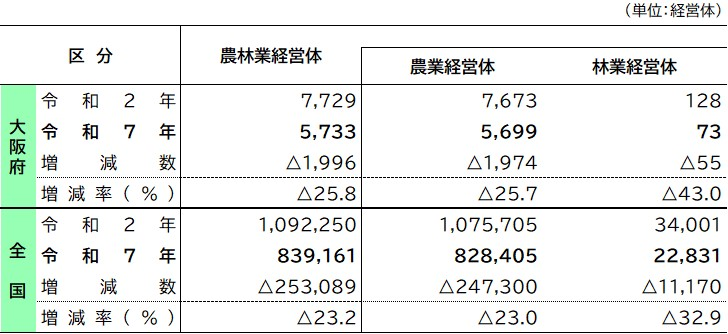 （単位：経営体）
区 分 農林業経営体 農業経営体 林業経営体
大阪府
令和２年 7,729 7,673 128
令和７年 5,733 5,699 73
増減数 △1,996 △1,974 △55
増減率(％) △25.8 △25.7 △43.0
全国
令和２年 1,092,250 1,075,705 34,001
令和７年 839,161 828,405 22,831
増減数 △253,089 △247,300 △11,170
増減率(％) △23.2 △23.0 △32.9